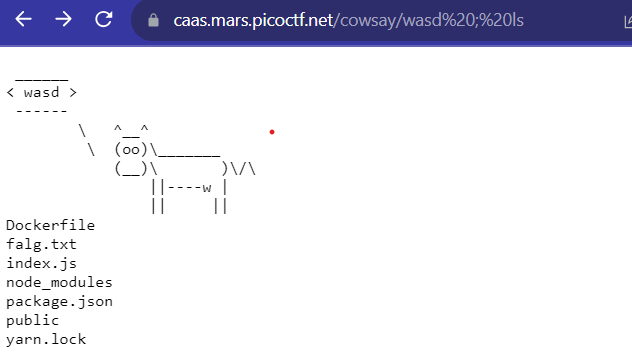 caas.mars.picoctf.net/cowsay/wasd%20;%20ls
 ______
< wasd >
 ------
        \   ^__^
         \  (oo)\_______
            (__)\       )\/\
                ||----w |
                ||     ||
Dockerfile
falg.txt
index.js
node_modules
package.json
public
yarn.lock